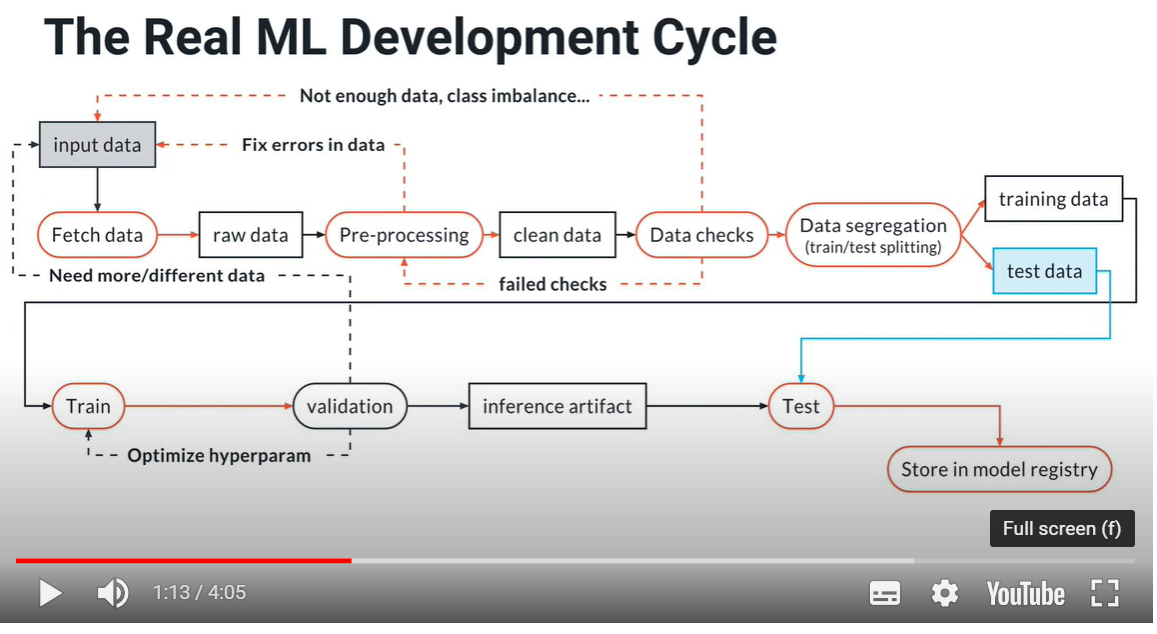 The Real ML Development Cycle
Not enough data, class imbalance...
input data
Fix errors in data
Fetch data
raw data
Pre-processing
clean data
Data checks
Data segregation
(train/test splitting)
training data
test data
Need more/different data
failed checks
Train
validation
inference artifact
Test
Optimize hyperparam
Store in model registry
Full screen (f)
1:13 / 4:05
YouTube